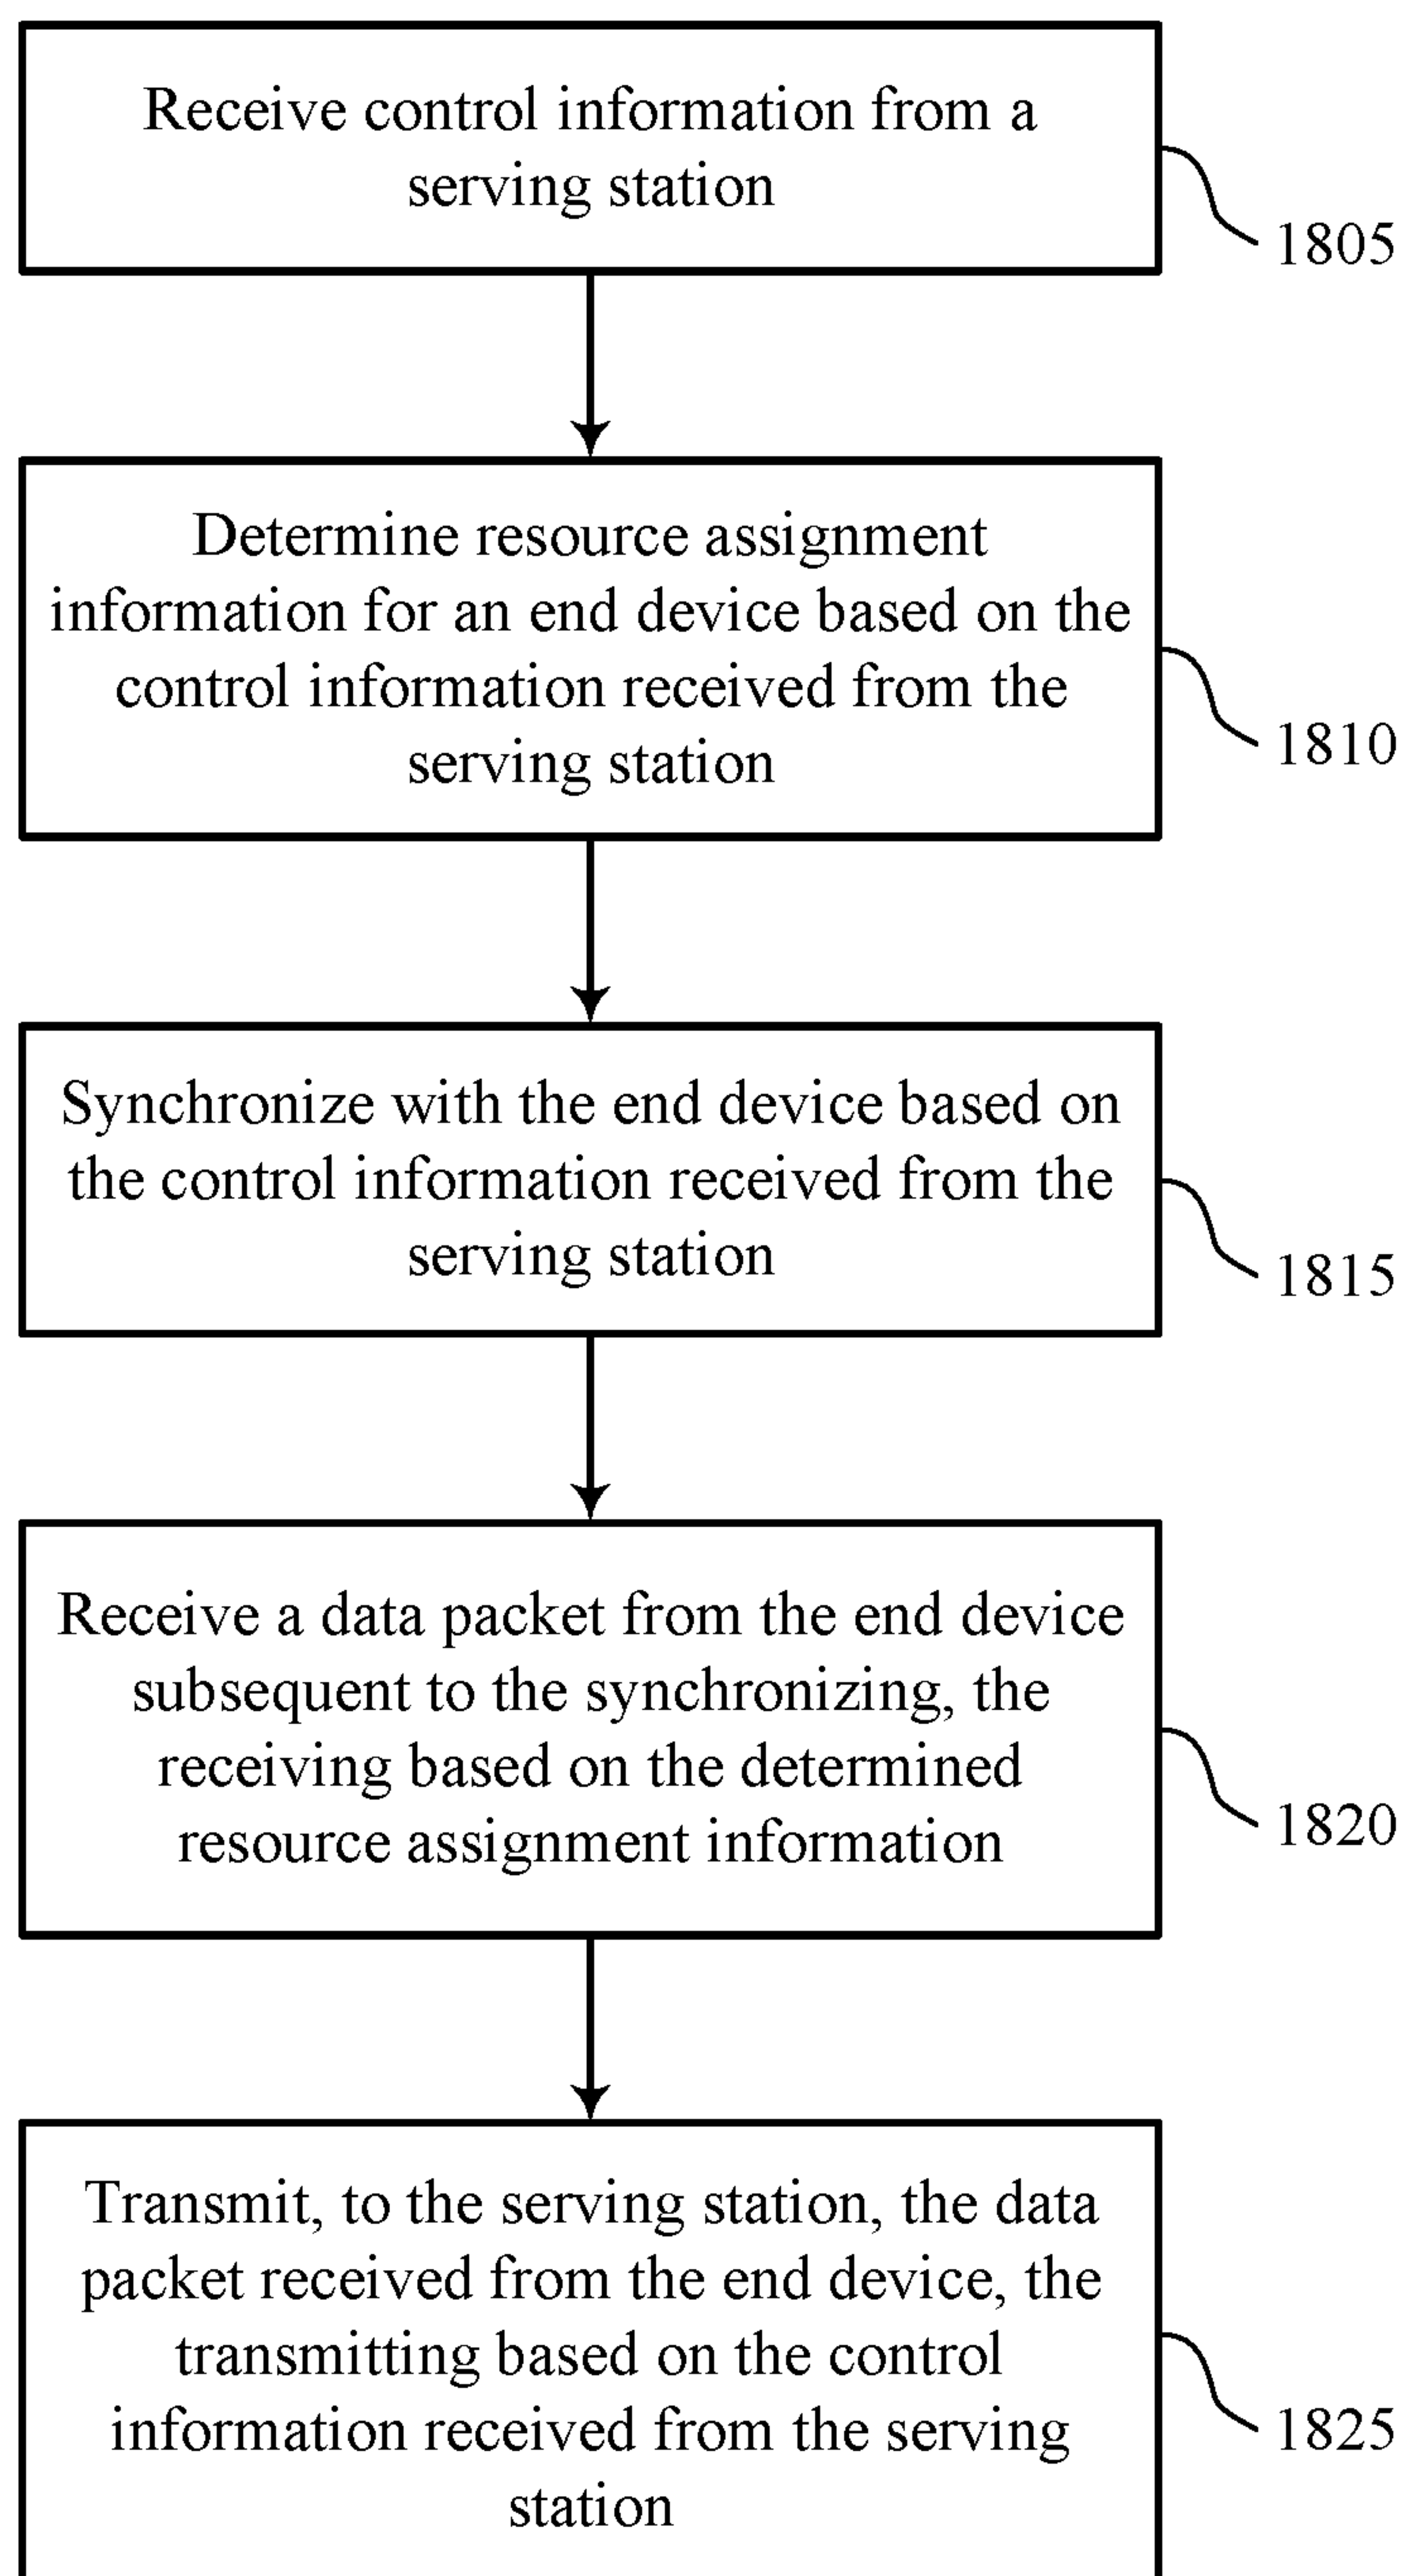 Receive control information from a
serving station
1805
Determine resource assignment
information for an end device based on the
control information received from the
serving station
1810
Synchronize with the end device based on
the control information received from the
serving station
1815
Receive a data packet from the end device
subsequent to the synchronizing, the
receiving based on the determined
resource assignment information
1820
Transmit, to the serving station, the data
packet received from the end device, the
transmitting based on the control
information received from the serving
station
1825